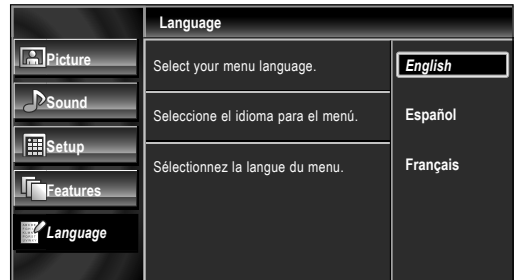 Language
Picture
Sound
Setup
Features
Language
Select your menu language.
Seleccione el idioma para el menú.
Sélectionnez la langue du menu.
English
Español
Français